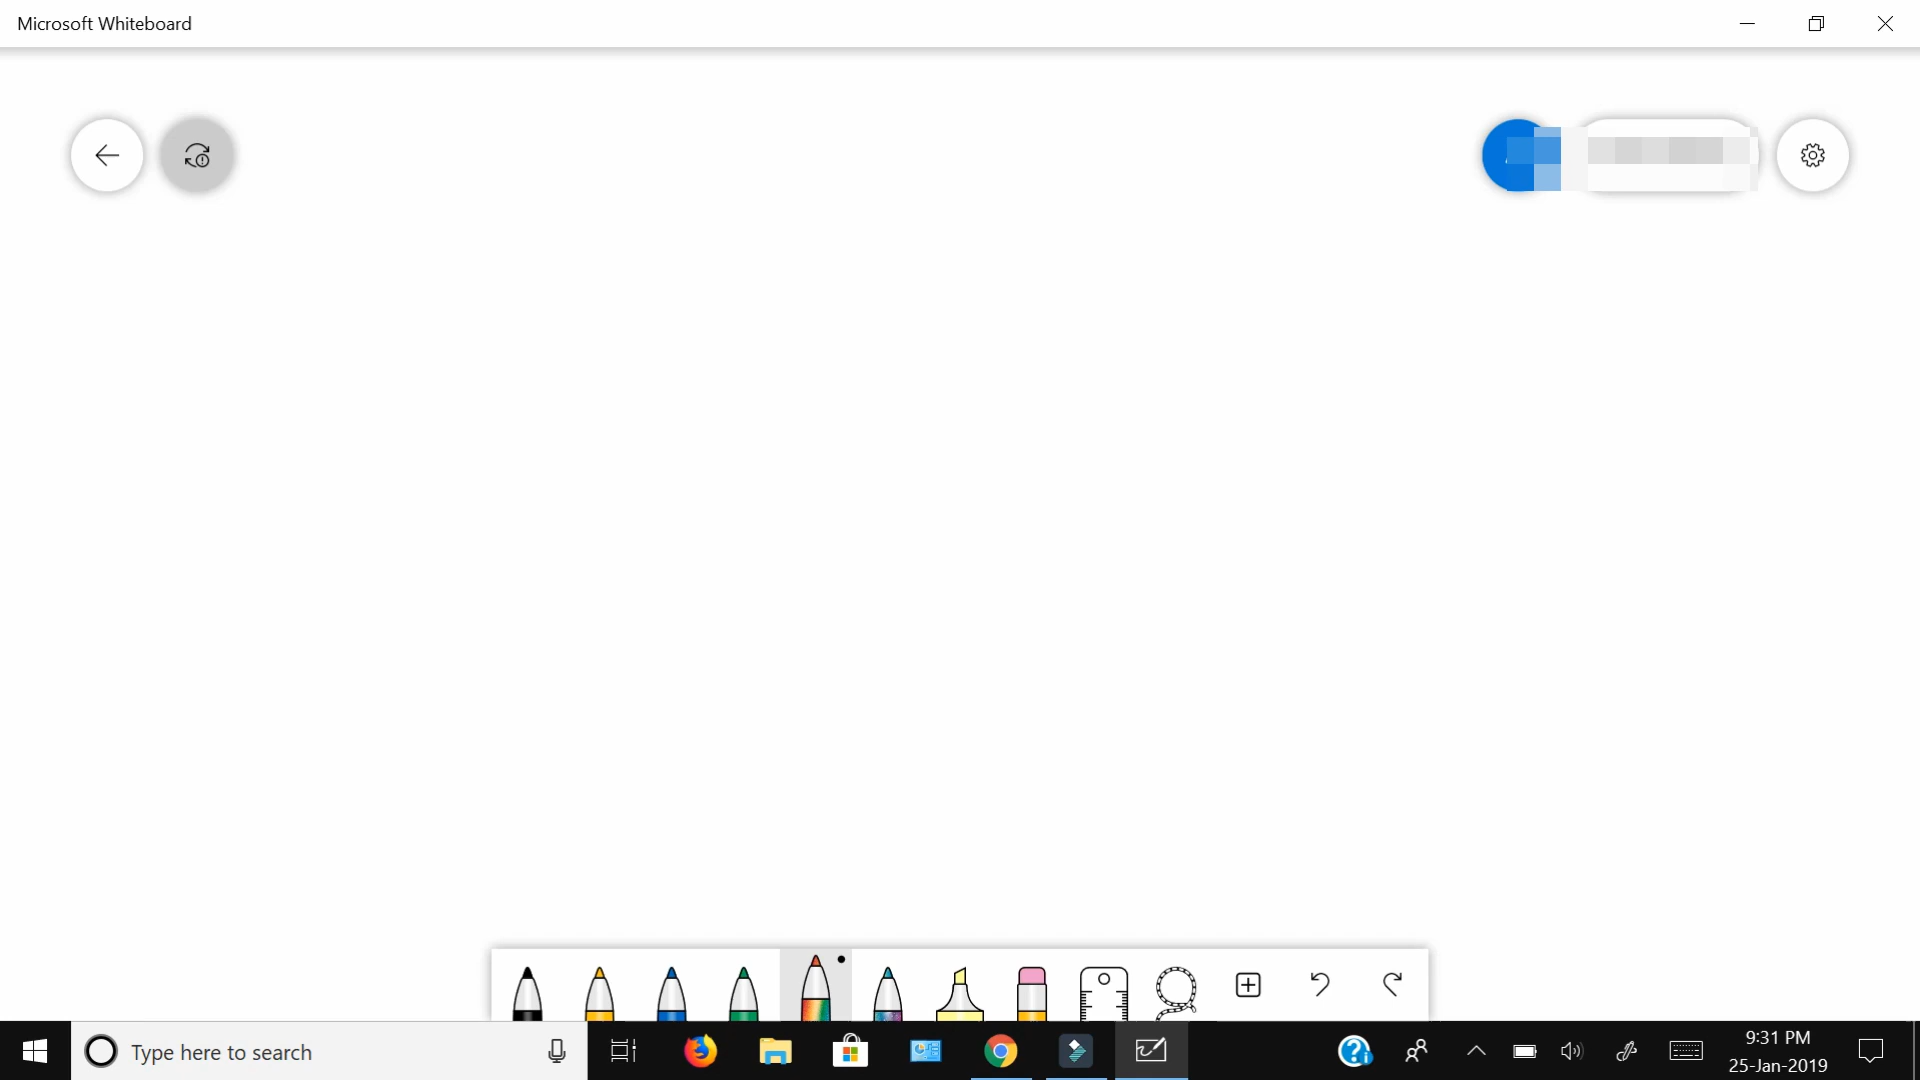 Microsoft Whiteboard
Type here to search
9:31 PM
25-Jan-2019